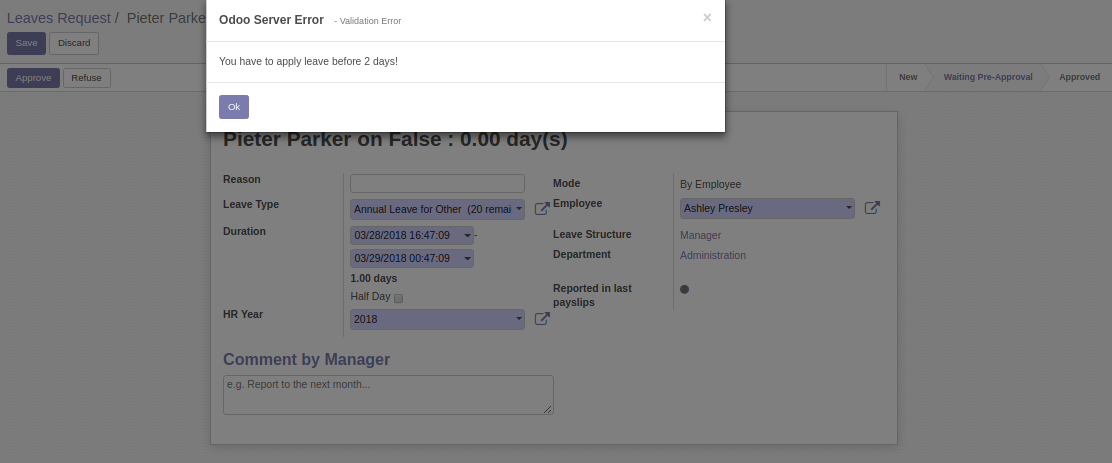 Leaves Request / Pieter Parke
Save Discard
Odoo Server Error - Validation Error ×
You have to apply leave before 2 days!
Ok
Approve Refuse
New Waiting Pre-Approval Approved
Pieter Parker on False : 0.00 day(s)
Reason
Leave Type Annual Leave for Other (20 remai
Duration 03/28/2018 16:47:09 -
03/29/2018 00:47:09
1.00 days
Half Day
HR Year 2018
Mode By Employee
Employee Ashley Presley
Leave Structure Manager
Department Administration
Reported in last
payslips
Comment by Manager
e.g. Report to the next month...